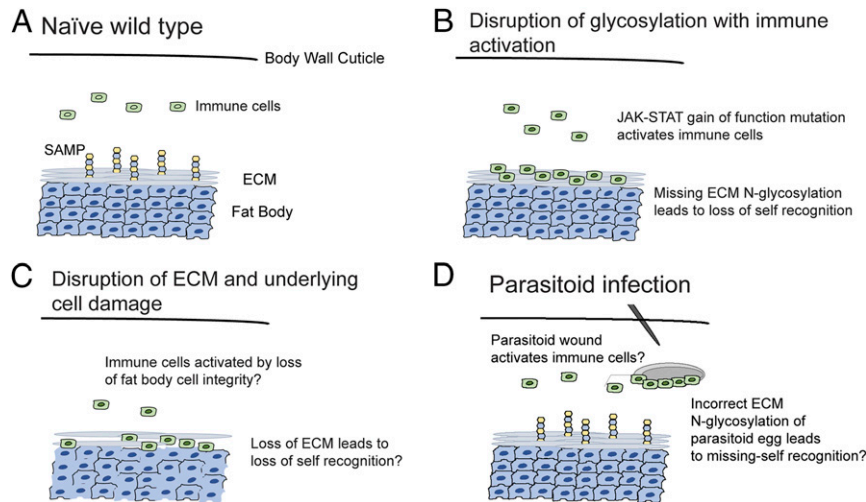 A Naïve wild type
Body Wall Cuticle
Immune cells
SAMP
ECM
Fat Body
B Disruption of glycosylation with immune
activation
JAK-STAT gain of function mutation
activates immune cells
Missing ECM N-glycosylation
leads to loss of self recognition
C Disruption of ECM and underlying
cell damage
Immune cells activated by loss
of fat body cell integrity?
Loss of ECM leads to
loss of self recognition?
D Parasitoid infection
Parasitoid wound
activates immune cells?
Incorrect ECM
N-glycosylation of
parasitoid egg leads
to missing-self recognition?